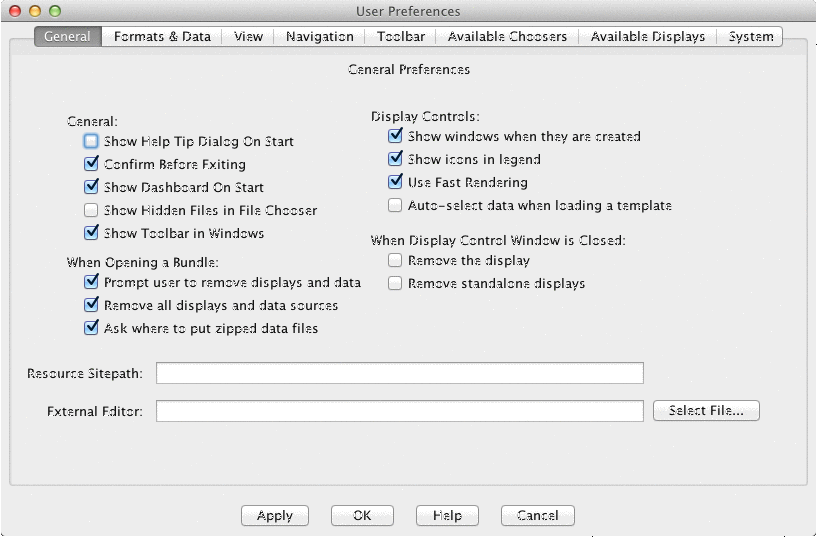 User Preferences
General Formats & Data View Navigation Toolbar Available Choosers Available Displays System
General Preferences
General:
Show Help Tip Dialog On Start
Confirm Before Exiting
Show Dashboard On Start
Show Hidden Files in File Chooser
Show Toolbar in Windows
When Opening a Bundle:
Prompt user to remove displays and data
Remove all displays and data sources
Ask where to put zipped data files
Display Controls:
Show windows when they are created
Show icons in legend
Use Fast Rendering
Auto-select data when loading a template
When Display Control Window is Closed:
Remove the display
Remove standalone displays
Resource Sitepath:
External Editor: Select File...
Apply OK Help Cancel